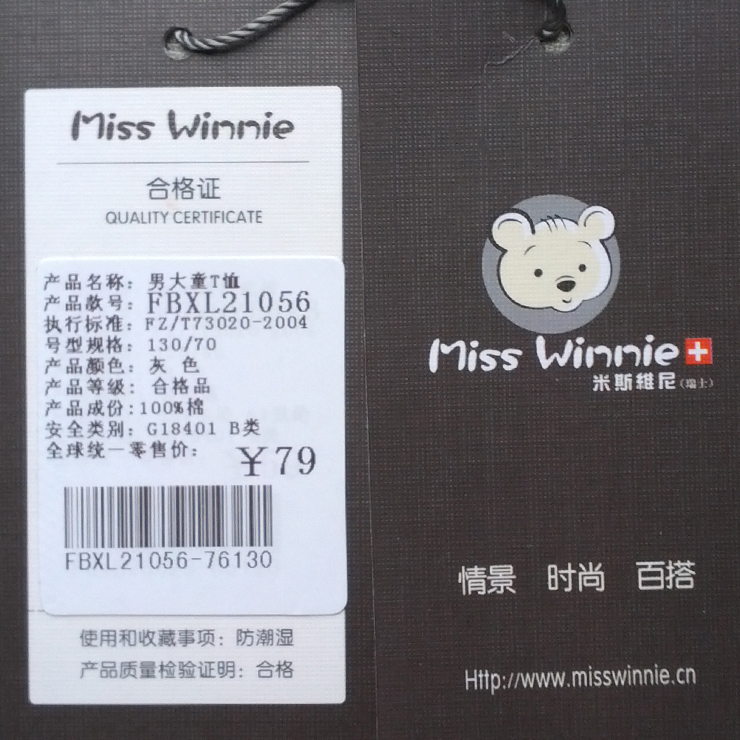 Miss Winnie
合格证
QUALITY CERTIFICATE
产品名称：男大童T恤
产品款号：FBXL21056
执行标准：FZ/T73020-2004
号型规格：130/70
产品颜色：灰 色
产品等级：合格品
产品成份：100%棉
安全类别：G18401 B类
全球统一零售价：￥79
FBXL21056-76130
使用和收藏事项：防潮湿
产品质量检验证明：合格
Miss Winnie
米斯維尼（瑞士）
情景 时尚 百搭
Http://www.misswinnie.cn